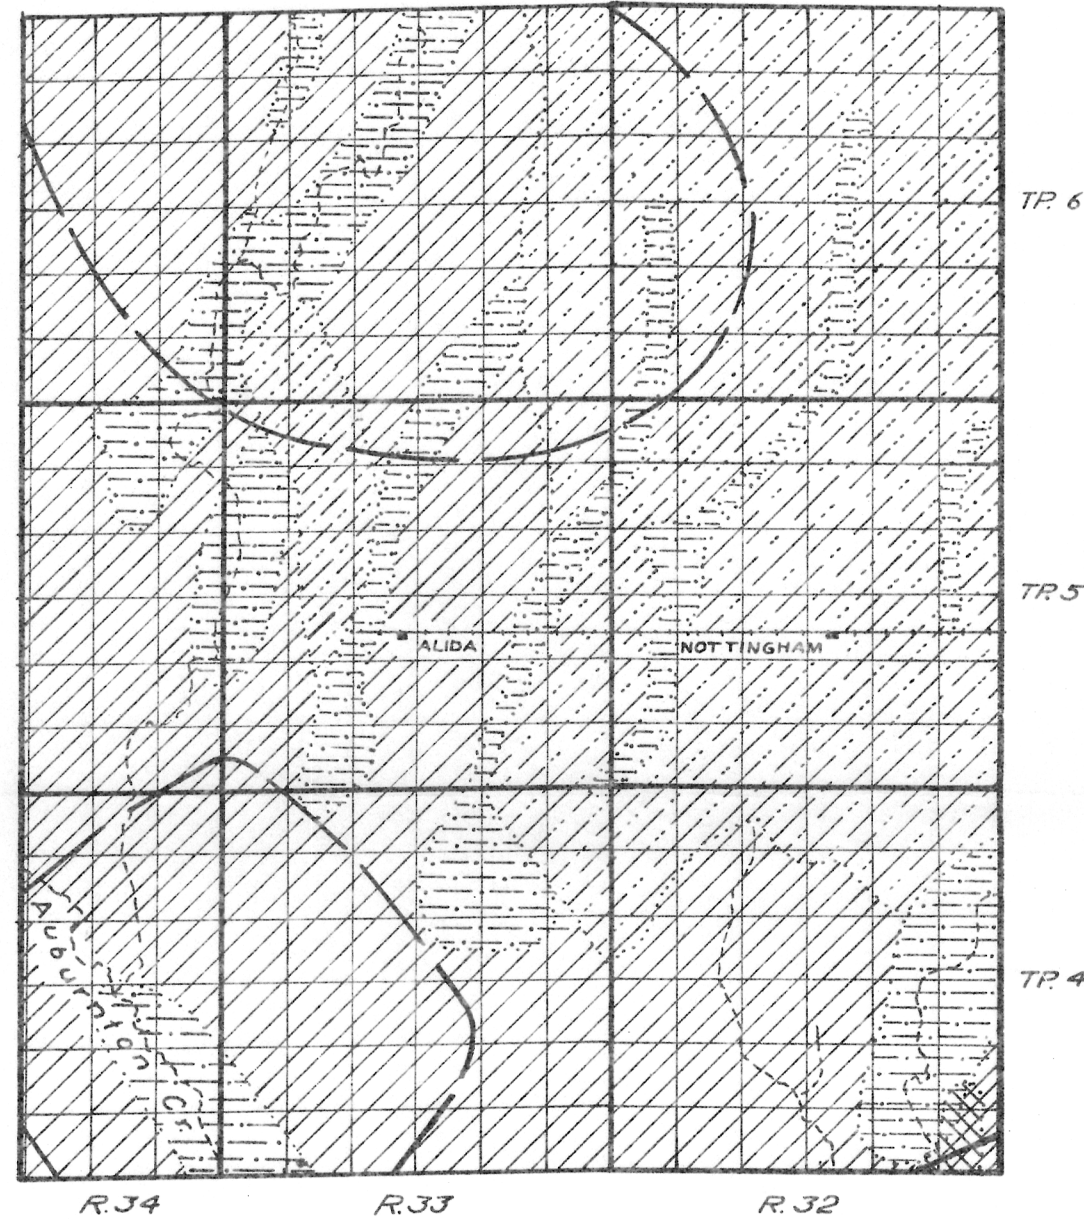 TP. 6
TP. 5
ALIDA
NOTTINGHAM
Auburnton Cr.
TP. 4
R. 34
R. 33
R. 32